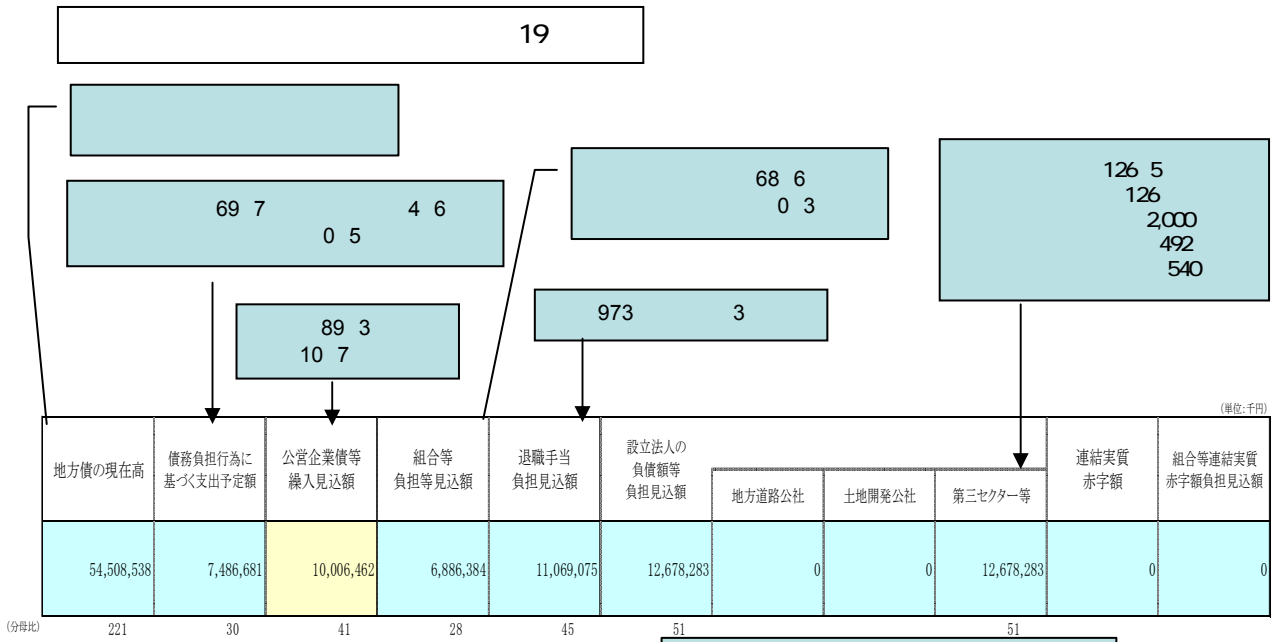 19
69 7 4 6
0 5
68 6
0 3
126 5
126
2,000
492
540
89 3
10 7
973 3
(単位:千円)
地方債の現在高
債務負担行為に
基づく支出予定額
公営企業債等
繰入見込額
組合等
負担等見込額
退職手当
負担見込額
設立法人の
負債額等
負担見込額
地方道路公社
土地開発公社
第三セクター等
連結実質
赤字額
組合等連結実質
赤字額負担見込額
54,508,538 7,486,681 10,006,462 6,886,384 11,069,075 12,678,283 0 0 12,678,283 0 0
(分母比) 221 30 41 28 45 51 51